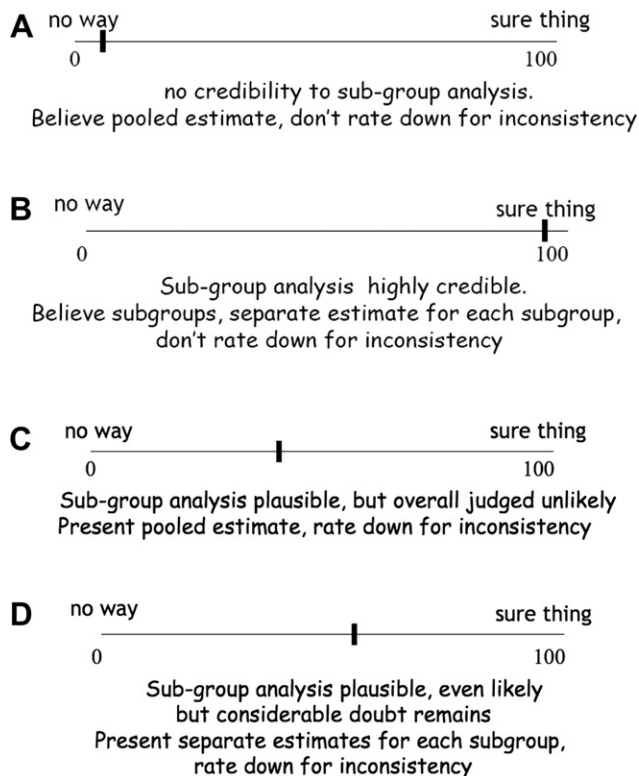 A no way sure thing
0 100
no credibility to sub-group analysis.
Believe pooled estimate, don't rate down for inconsistency
B no way sure thing
0 100
Sub-group analysis highly credible.
Believe subgroups, separate estimate for each subgroup,
don't rate down for inconsistency
C no way sure thing
0 100
Sub-group analysis plausible, but overall judged unlikely
Present pooled estimate, rate down for inconsistency
D no way sure thing
0 100
Sub-group analysis plausible, even likely
but considerable doubt remains
Present separate estimates for each subgroup,
rate down for inconsistency